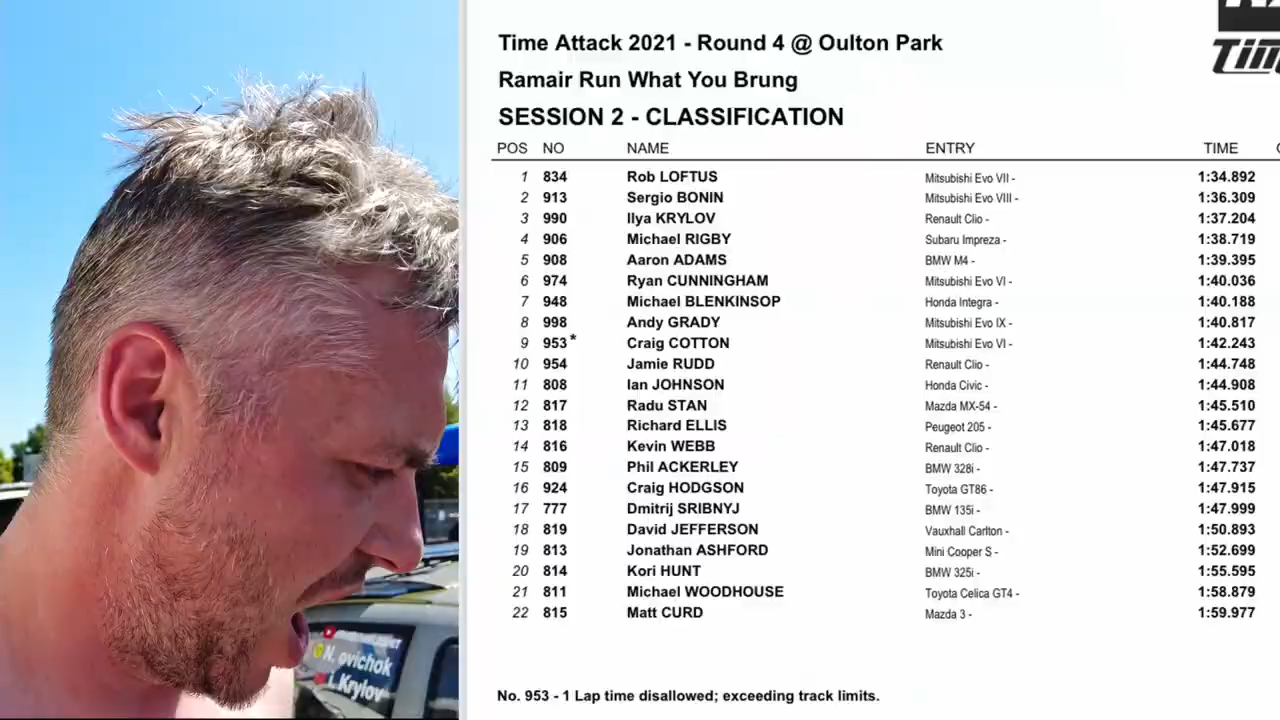 Time Attack 2021 - Round 4 @ Oulton Park
Ramair Run What You Brung
SESSION 2 - CLASSIFICATION
POS NO NAME ENTRY TIME
1 834 Rob LOFTUS Mitsubishi Evo VII - 1:34.892
2 913 Sergio BONIN Mitsubishi Evo VIII - 1:36.309
3 990 Ilya KRYLOV Renault Clio - 1:37.204
4 906 Michael RIGBY Subaru Impreza - 1:38.719
5 908 Aaron ADAMS BMW M4 - 1:39.395
6 974 Ryan CUNNINGHAM Mitsubishi Evo VI - 1:40.036
7 948 Michael BLENKINSOP Honda Integra - 1:40.188
8 998 Andy GRADY Mitsubishi Evo IX - 1:40.817
9 953 * Craig COTTON Mitsubishi Evo VI - 1:42.243
10 954 Jamie RUDD Renault Clio - 1:44.748
11 808 Ian JOHNSON Honda Civic - 1:44.908
12 817 Radu STAN Mazda MX-54 - 1:45.510
13 818 Richard ELLIS Peugeot 205 - 1:45.677
14 816 Kevin WEBB Renault Clio - 1:47.018
15 809 Phil ACKERLEY BMW 328i - 1:47.737
16 924 Craig HODGSON Toyota GT86 - 1:47.915
17 777 Dmitrij SRIBNYJ BMW 135i - 1:47.999
18 819 David JEFFERSON Vauxhall Carlton - 1:50.893
19 813 Jonathan ASHFORD Mini Cooper S - 1:52.699
20 814 Kori HUNT BMW 325i - 1:55.595
21 811 Michael WOODHOUSE Toyota Celica GT4 - 1:58.879
22 815 Matt CURD Mazda 3 - 1:59.977
No. 953 - 1 Lap time disallowed; exceeding track limits.
N. ovichok
i. Krylov